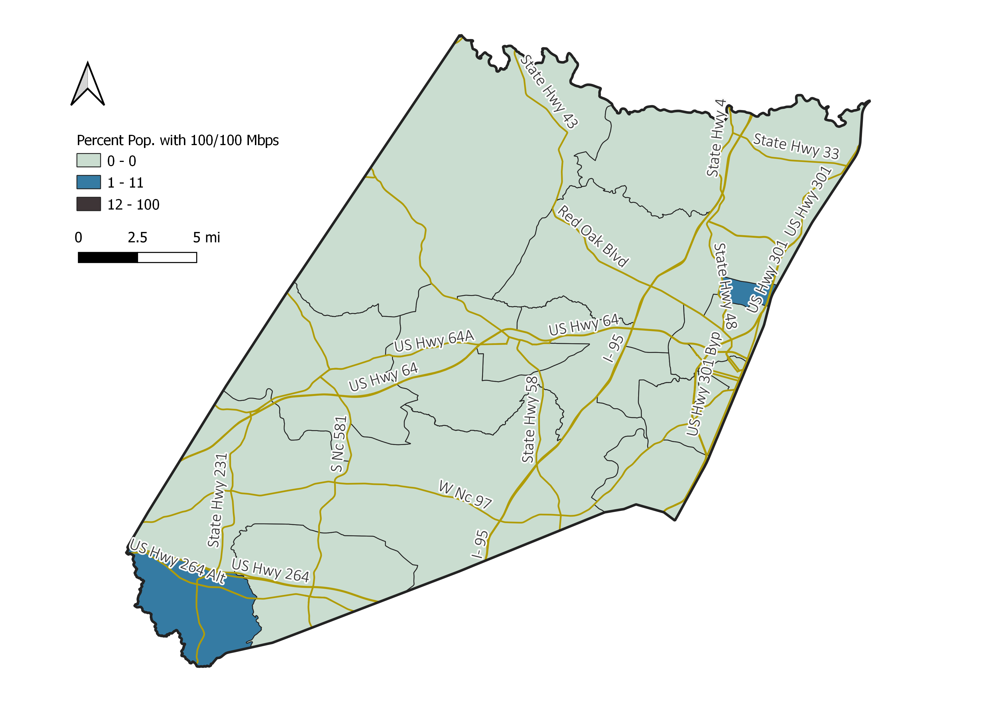 State Hwy 43
State Hwy 4
State Hwy 33
Percent Pop. with 100/100 Mbps
0 - 0
1 - 11
12 - 100
US Hwy 301
Red Oak Blvd
0 2.5 5 mi
US Hwy 301
State Hwy 48
US Hwy 64
US Hwy 64A
I- 95
US Hwy 301 Byp
US Hwy 64
State Hwy 58
S Nc 581
State Hwy 231
W Nc 97
I- 95
US Hwy 264 Alt
US Hwy 264